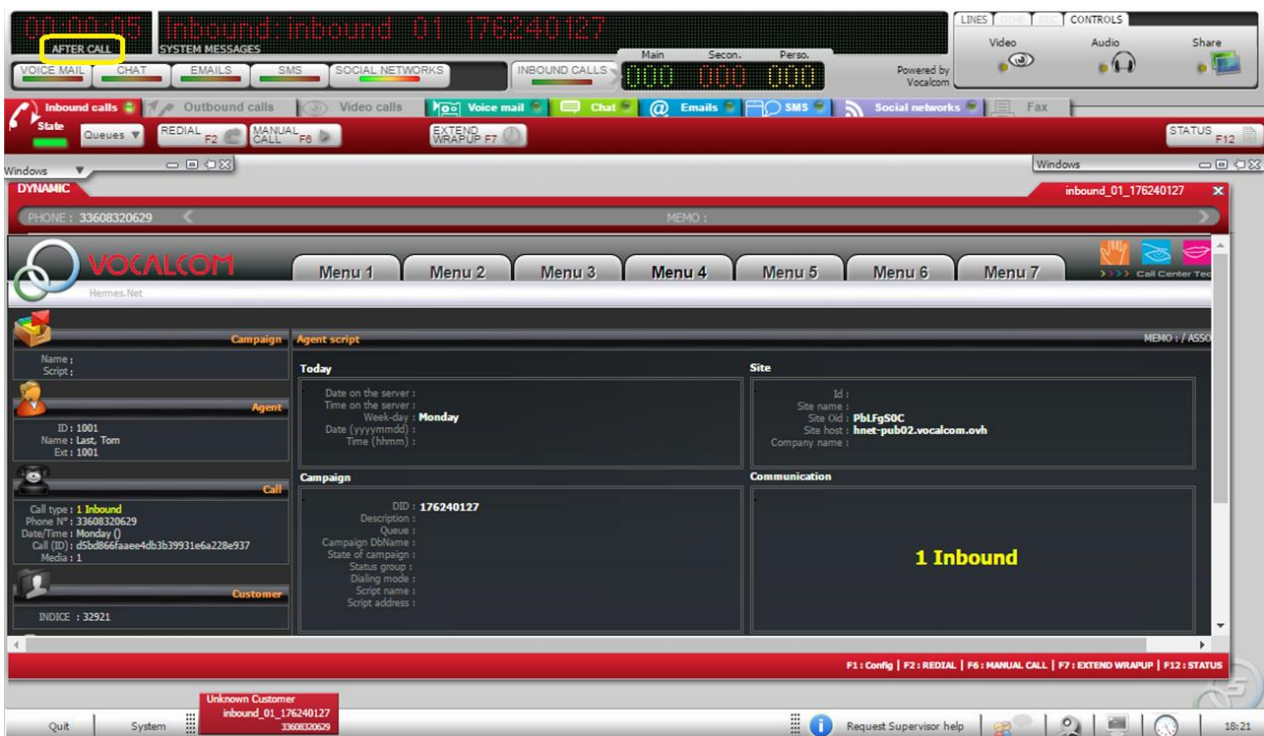 00:00:05 Inbound:inbound 01 176240127
AFTER CALL SYSTEM MESSAGES
LINES CONTROLS
Video Audio Share
VOICE MAIL CHAT EMAILS SMS SOCIAL NETWORKS INBOUND CALLS
Main Secon. Perso.
000 000 000
Powered by
Vocalcom
Inbound calls Outbound calls Video calls Voice mail Chat @ Emails SMS Social networks Fax
State Queues REDIAL F2 MANUAL CALL F6 EXTEND WRAPUP F7 STATUS F12
Windows Windows
DYNAMIC inbound_01_176240127 X
PHONE : 33608320629 MEMO :
VOCALCOM
Hermes.Net
Menu 1 Menu 2 Menu 3 Menu 4 Menu 5 Menu 6 Menu 7
>>>> Call Center Tec
Campaign
Name :
Script :
Agent
ID : 1001
Name : Last, Tom
Ext : 1001
Call
Call type : 1 Inbound
Phone N° : 33608320629
Date/Time : Monday ()
Call (ID) : d5bd866faaee4db3b39931e6a228e937
Media : 1
Customer
INDICE : 32921
Agent script MEMO : / ASSO
Today
Date on the server :
Time on the server :
Week-day : Monday
Date (yyyymmdd) :
Time (hhmm) :
Site
Id :
Site name :
Site Oid : PbLFgS0C
Site host : hnet-pub02.vocalcom.ovh
Company name :
Campaign
DID : 176240127
Description :
Queue :
Campaign DbName :
State of campaign :
Status group :
Dialing mode :
Script name :
Script address :
Communication
1 Inbound
F1 : Config | F2 : REDIAL | F6 : MANUAL CALL | F7 : EXTEND WRAPUP | F12 : STATUS
Unknown Customer
inbound_01_176240127
33608320629
Quit System Request Supervisor help 18:21